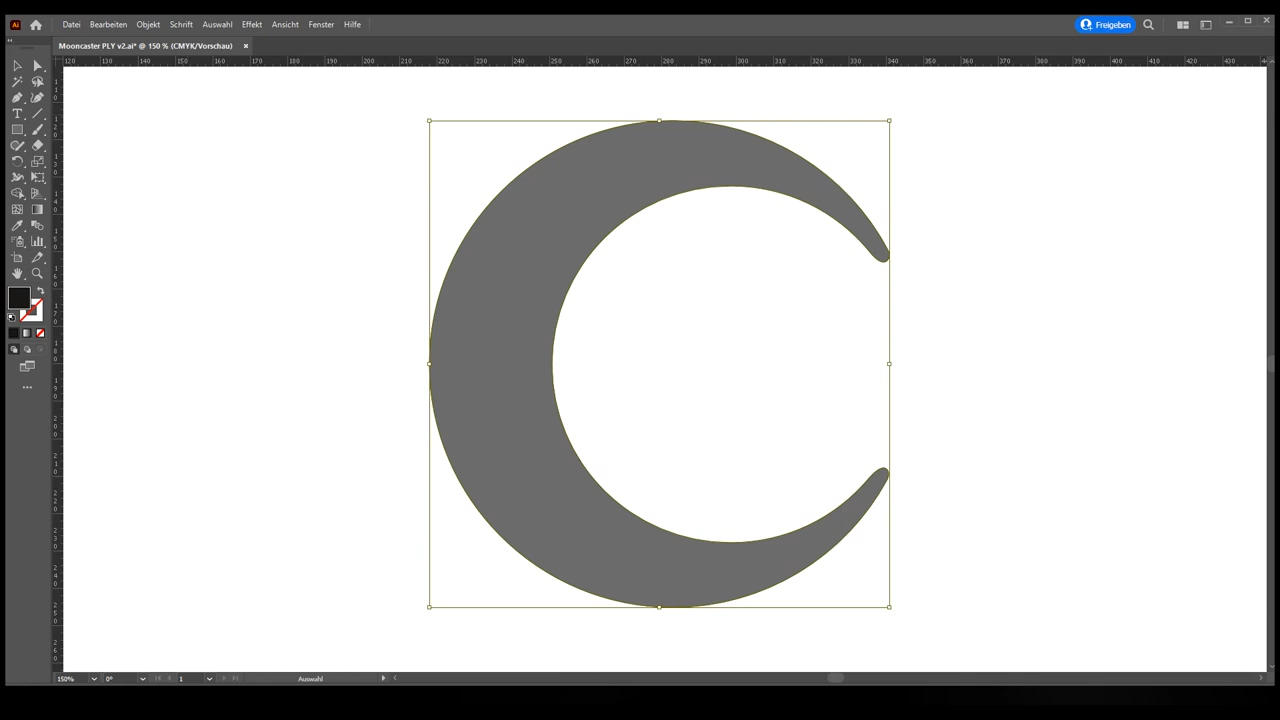 Ai Datei Bearbeiten Objekt Schrift Auswahl Effekt Ansicht Fenster Hilfe Freigeben
Mooncaster PLY v2.ai* @ 150 % (CMYK/Vorschau) ×
120 130 140 150 160 170 180 190 200 210 220 230 240 250 260 270 280 290 300 310 320 330 340 350 360 370 380 390 400 410 420 430
150% 0° 1 Auswahl